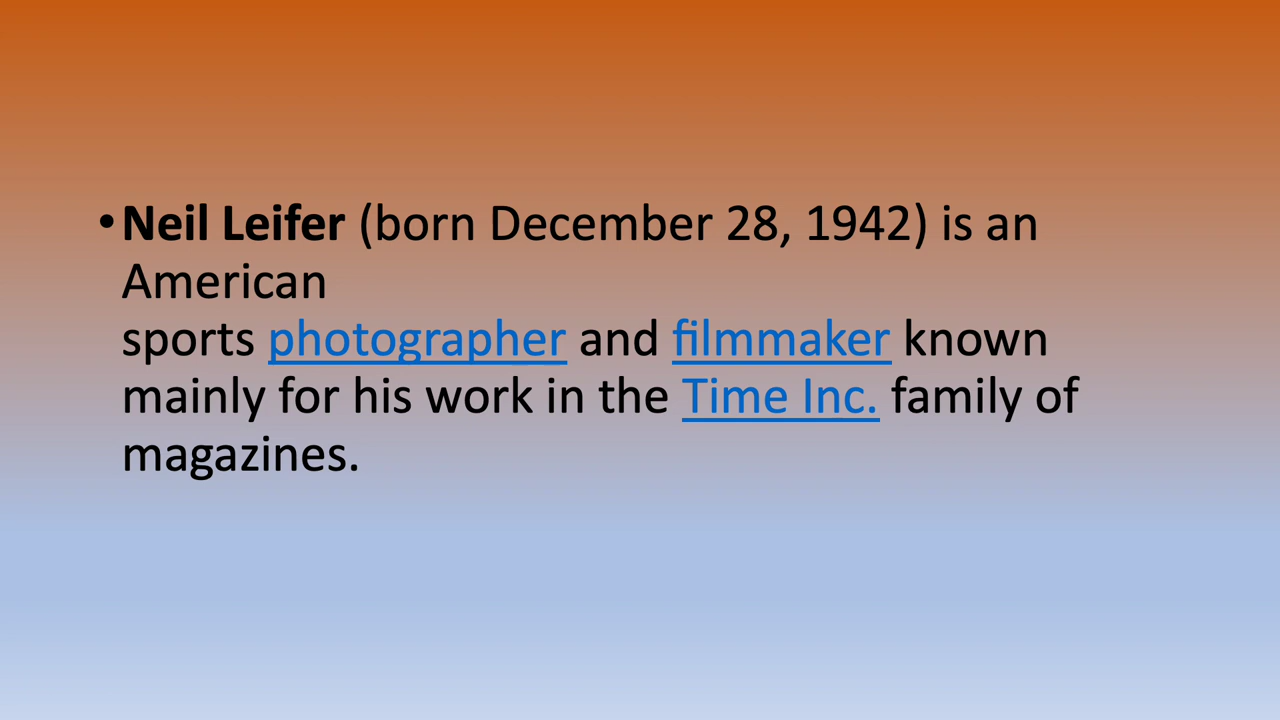 •Neil Leifer (born December 28, 1942) is an
American
sports photographer and filmmaker known
mainly for his work in the Time Inc. family of
magazines.